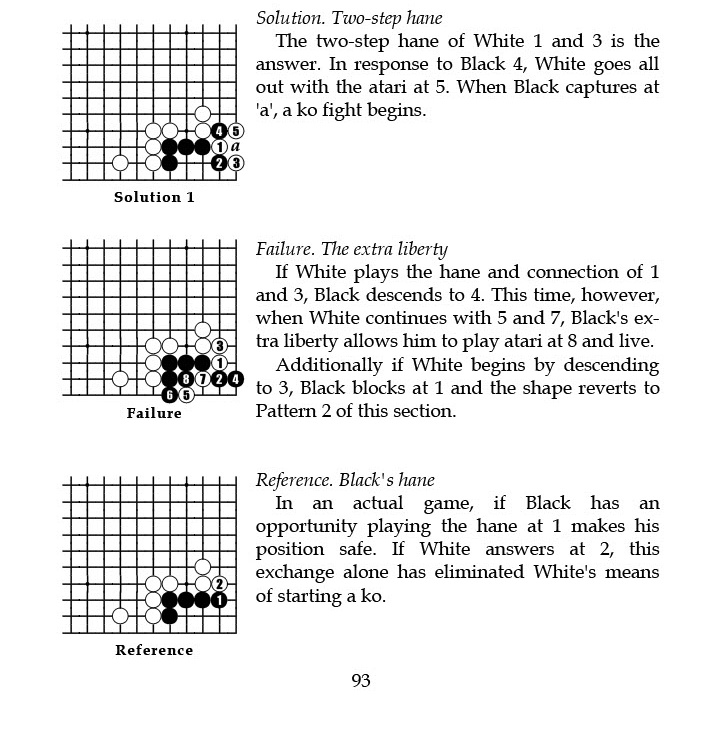 Solution. Two-step hane
The two-step hane of White 1 and 3 is the
answer. In response to Black 4, White goes all
out with the atari at 5. When Black captures at
'a', a ko fight begins.
4 5
1 a
2 3
Solution 1
Failure. The extra liberty
If White plays the hane and connection of 1
and 3, Black descends to 4. This time, however,
when White continues with 5 and 7, Black's ex-
tra liberty allows him to play atari at 8 and live.
Additionally if White begins by descending
to 3, Black blocks at 1 and the shape reverts to
Pattern 2 of this section.
3
1
8 7 2 4
6 5
Failure
Reference. Black's hane
In an actual game, if Black has an
opportunity playing the hane at 1 makes his
position safe. If White answers at 2, this
exchange alone has eliminated White's means
of starting a ko.
2
1
Reference
93